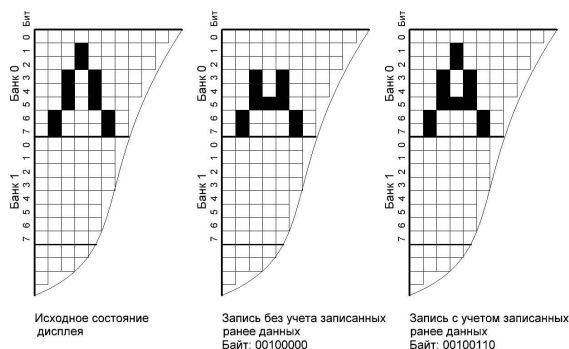 Бит
0 1 2 3 4 5 6 7
Банк 0
0 1 2 3 4 5 6 7
Банк 1
Исходное состояние
дисплея
Бит
0 1 2 3 4 5 6 7
Банк 0
0 1 2 3 4 5 6 7
Банк 1
Запись без учета записанных
ранее данных
Байт: 00100000
Бит
0 1 2 3 4 5 6 7
Банк 0
0 1 2 3 4 5 6 7
Банк 1
Запись с учетом записанных
ранее данных
Байт: 00100110